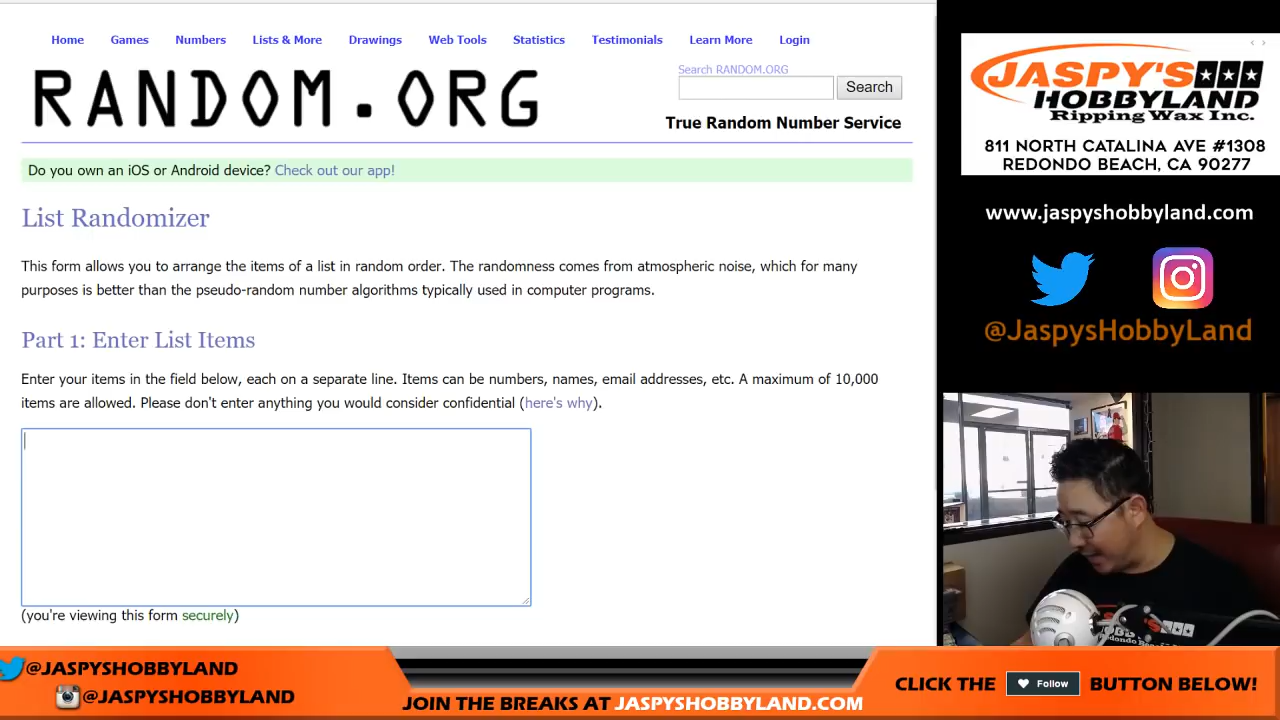 Home Games Numbers Lists & More Drawings Web Tools Statistics Testimonials Learn More Login
RANDOM.ORG
Search RANDOM.ORG
Search
True Random Number Service
Do you own an iOS or Android device? Check out our app!
List Randomizer
This form allows you to arrange the items of a list in random order. The randomness comes from atmospheric noise, which for many
purposes is better than the pseudo-random number algorithms typically used in computer programs.
Part 1: Enter List Items
Enter your items in the field below, each on a separate line. Items can be numbers, names, email addresses, etc. A maximum of 10,000
items are allowed. Please don't enter anything you would consider confidential (here's why).
(you're viewing this form securely)
JASPY'S
HOBBYLAND
Ripping Wax Inc.
811 NORTH CATALINA AVE #1308
REDONDO BEACH, CA 90277
www.jaspyshobbyland.com
@JaspysHobbyLand
@JASPYSHOBBYLAND
@JASPYSHOBBYLAND
JOIN THE BREAKS AT JASPYSHOBBYLAND.COM
CLICK THE Follow BUTTON BELOW!